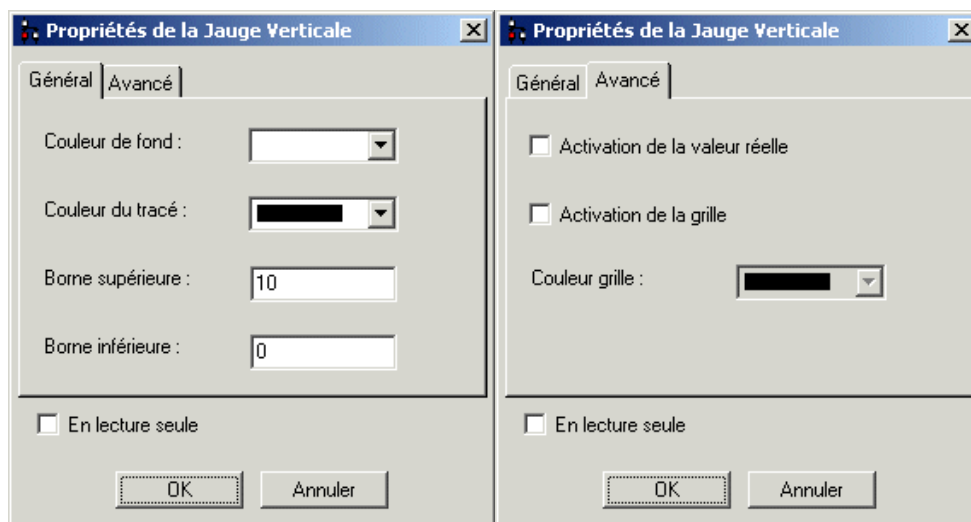 Propriétés de la Jauge Verticale
Général
Avancé
Couleur de fond :
Couleur du tracé :
Borne supérieure :
10
Borne inférieure :
0
En lecture seule
OK
Annuler
Propriétés de la Jauge Verticale
Général
Avancé
Activation de la valeur réelle
Activation de la grille
Couleur grille :
En lecture seule
OK
Annuler